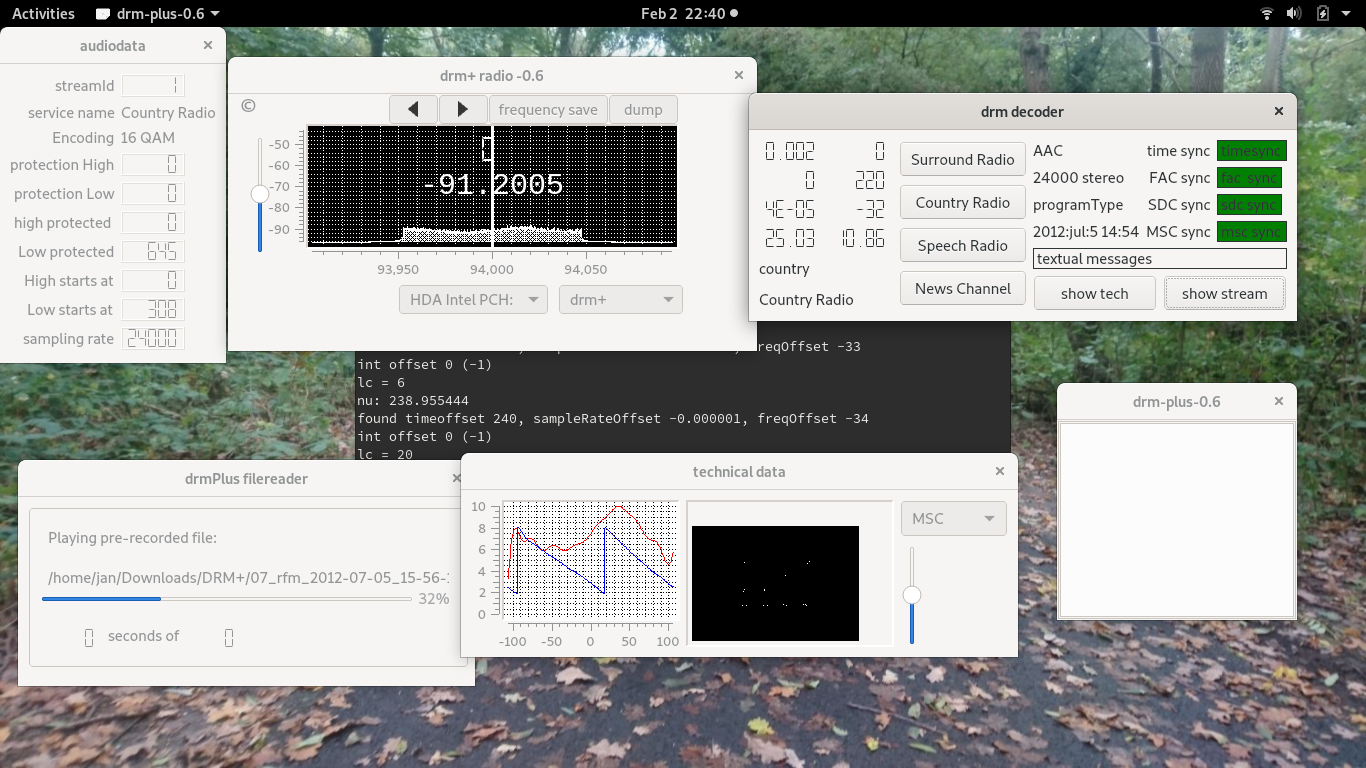 Activities drm-plus-0.6 Feb 2 22:40
audiodata
streamId 1
service name Country Radio
Encoding 16 QAM
protection High 0
protection Low 0
high protected 0
Low protected 645
High starts at 0
Low starts at 308
sampling rate 24000
drm+ radio -0.6
©
frequency save dump
-50
-60
-70
-80
-90
0
-91.2005
93,950 94,000 94,050
HDA Intel PCH: drm+
drm decoder
0.002 0 Surround Radio AAC time sync timesync
0 220 24000 stereo FAC sync fac sync
4E-05 -32 Country Radio programType SDC sync sdc sync
25.03 10.06 Speech Radio 2012:jul:5 14:54 MSC sync msc sync
country textual messages
Country Radio News Channel show tech show stream
reqOffset -33
int offset 0 (-1)
lc = 6
nu: 238.955444
found timeoffset 240, sampleRateOffset -0.000001, freqOffset -34
int offset 0 (-1)
lc = 20
drm-plus-0.6
drmPlus filereader
Playing pre-recorded file:
/home/jan/Downloads/DRM+/07_rfm_2012-07-05_15-56-
32%
0 seconds of 0
technical data
10
8
6
4
2
0
-100 -50 0 50 100
MSC